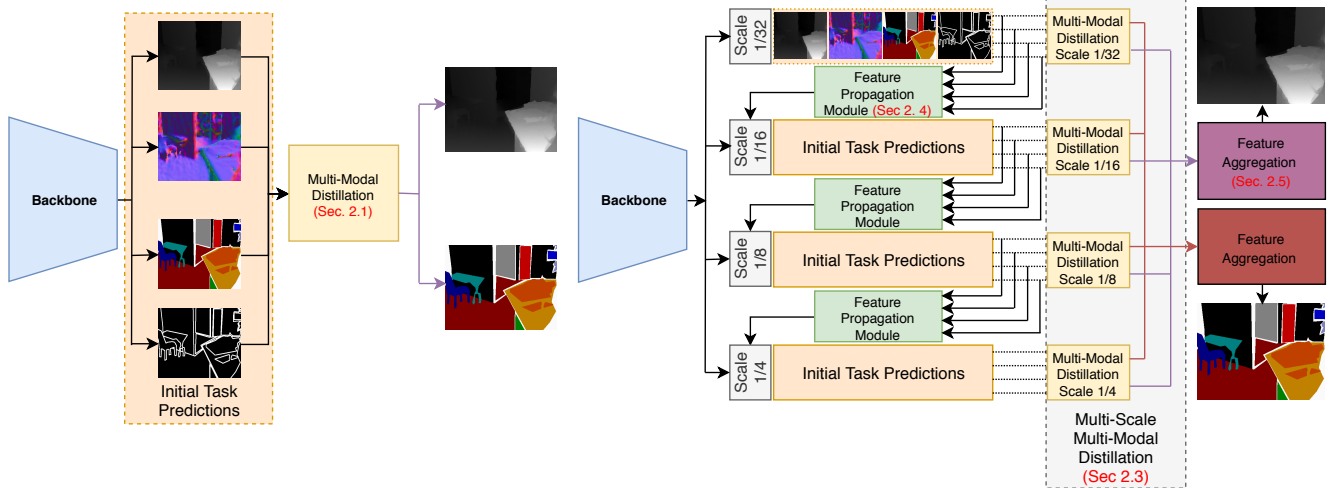 Backbone
Initial Task
Predictions
Multi-Modal
Distillation
(Sec. 2.1)
Backbone
Scale
1/32
Feature
Propagation
Module (Sec 2. 4)
Multi-Modal
Distillation
Scale 1/32
Scale
1/16
Initial Task Predictions
Multi-Modal
Distillation
Scale 1/16
Feature
Propagation
Module
Scale
1/8
Initial Task Predictions
Multi-Modal
Distillation
Scale 1/8
Feature
Propagation
Module
Scale
1/4
Initial Task Predictions
Multi-Modal
Distillation
Scale 1/4
Multi-Scale
Multi-Modal
Distillation
(Sec 2.3)
Feature
Aggregation
(Sec. 2.5)
Feature
Aggregation